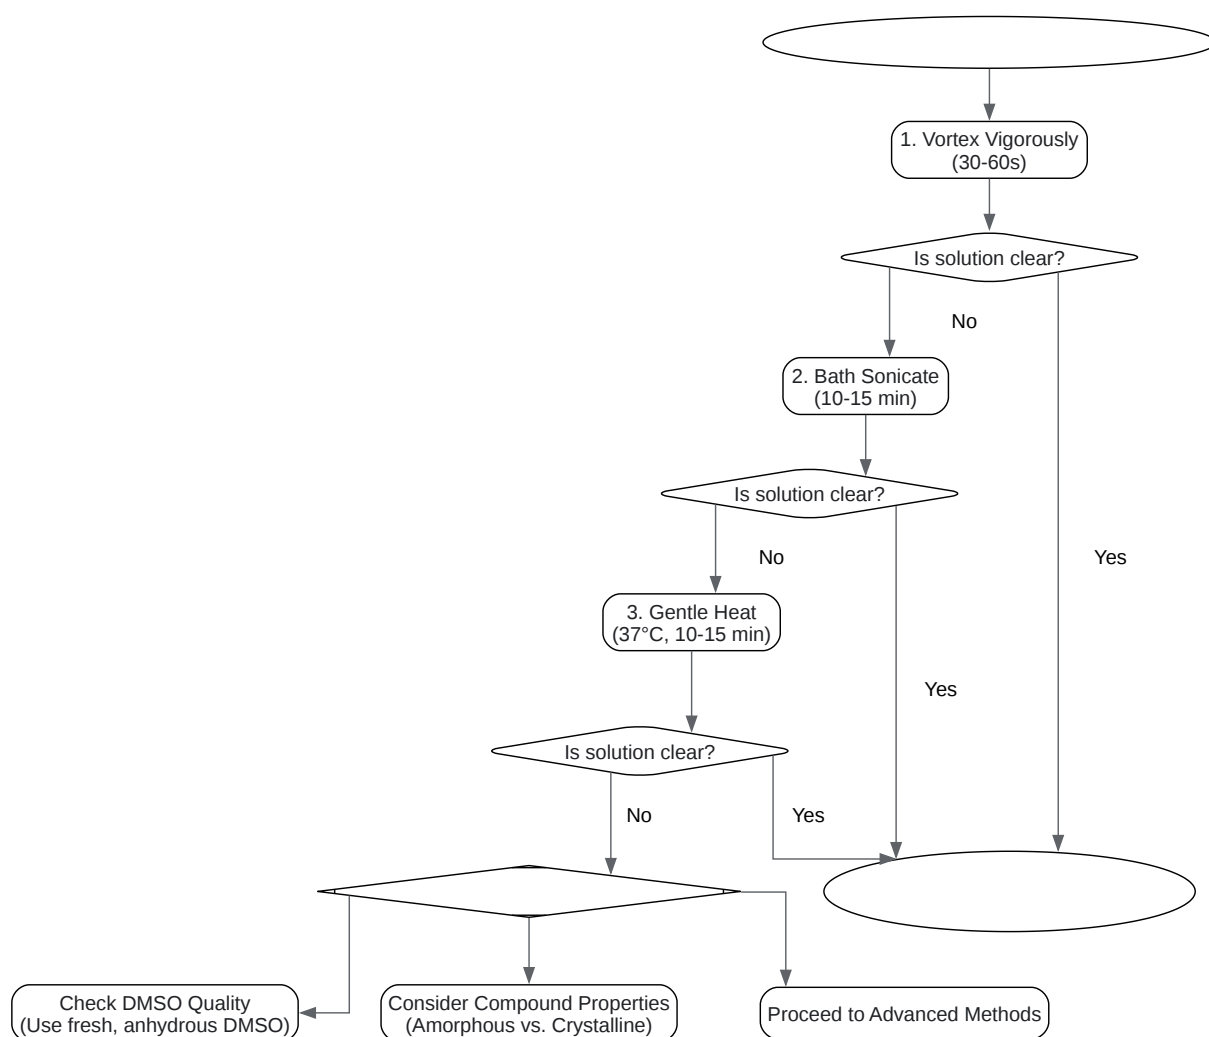 1. Vortex Vigorously
(30-60s)
Is solution clear?
No
2. Bath Sonicate
(10-15 min)
Is solution clear?
No
Yes
3. Gentle Heat
(37°C, 10-15 min)
Yes
Is solution clear?
No
Yes
Check DMSO Quality
(Use fresh, anhydrous DMSO)
Consider Compound Properties
(Amorphous vs. Crystalline)
Proceed to Advanced Methods